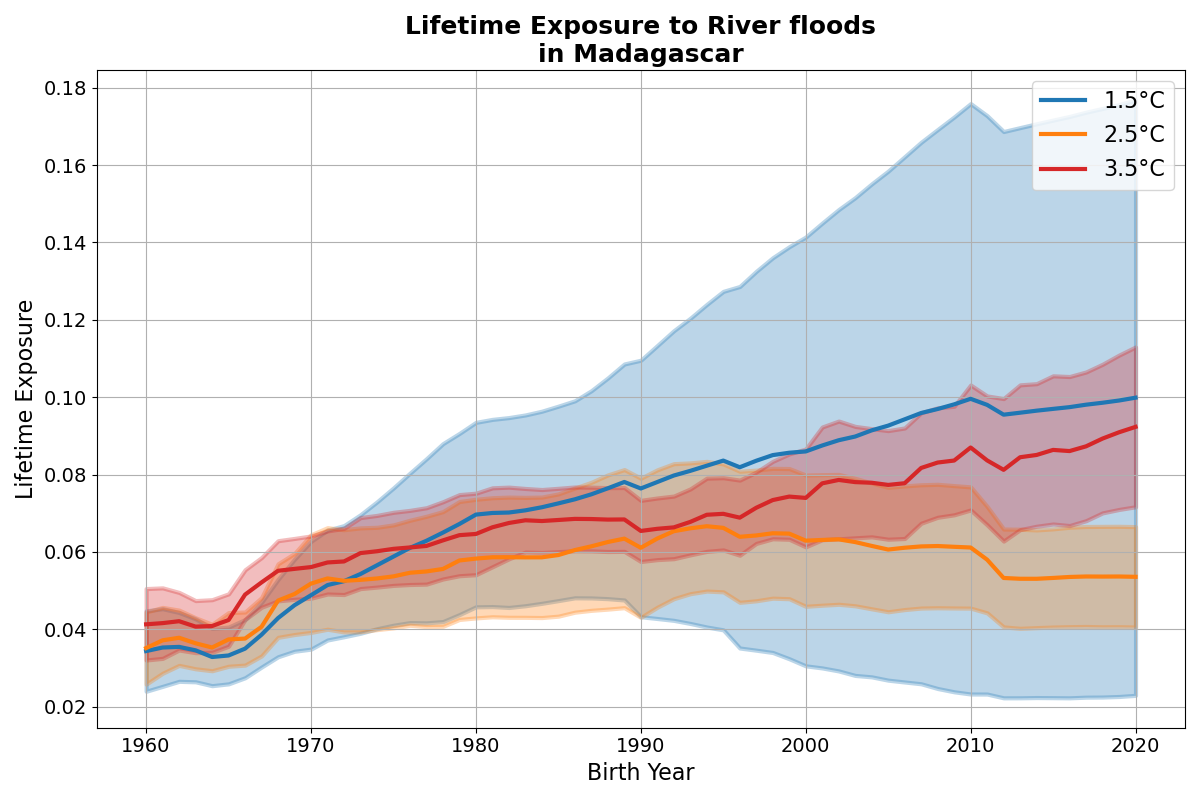 Lifetime Exposure to River floods
in Madagascar
Lifetime Exposure
0.18
0.16
0.14
0.12
0.10
0.08
0.06
0.04
0.02
1.5°C
2.5°C
3.5°C
1960 1970 1980 1990 2000 2010 2020
Birth Year